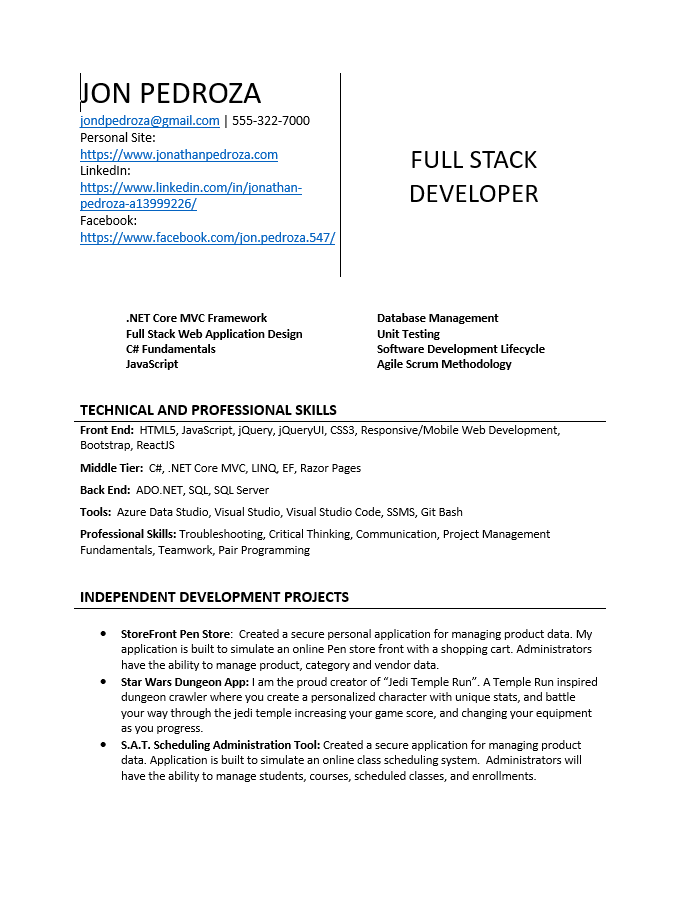 JON PEDROZA
jondpedroza@gmail.com | 555-322-7000
Personal Site:
https://www.jonathanpedroza.com
LinkedIn:
https://www.linkedin.com/in/jonathan-
pedroza-a13999226/
Facebook:
https://www.facebook.com/jon.pedroza.547/
FULL STACK
DEVELOPER
.NET Core MVC Framework
Full Stack Web Application Design
C# Fundamentals
JavaScript
Database Management
Unit Testing
Software Development Lifecycle
Agile Scrum Methodology
TECHNICAL AND PROFESSIONAL SKILLS
Front End:  HTML5, JavaScript, jQuery, jQueryUI, CSS3, Responsive/Mobile Web Development,
Bootstrap, ReactJS
Middle Tier:  C#, .NET Core MVC, LINQ, EF, Razor Pages
Back End:  ADO.NET, SQL, SQL Server
Tools:  Azure Data Studio, Visual Studio, Visual Studio Code, SSMS, Git Bash
Professional Skills: Troubleshooting, Critical Thinking, Communication, Project Management
Fundamentals, Teamwork, Pair Programming
INDEPENDENT DEVELOPMENT PROJECTS
• StoreFront Pen Store:  Created a secure personal application for managing product data. My
application is built to simulate an online Pen store front with a shopping cart. Administrators
have the ability to manage product, category and vendor data.
• Star Wars Dungeon App: I am the proud creator of “Jedi Temple Run”. A Temple Run inspired
dungeon crawler where you create a personalized character with unique stats, and battle
your way through the jedi temple increasing your game score, and changing your equipment
as you progress.
• S.A.T. Scheduling Administration Tool: Created a secure application for managing product
data. Application is built to simulate an online class scheduling system.  Administrators will
have the ability to manage students, courses, scheduled classes, and enrollments.